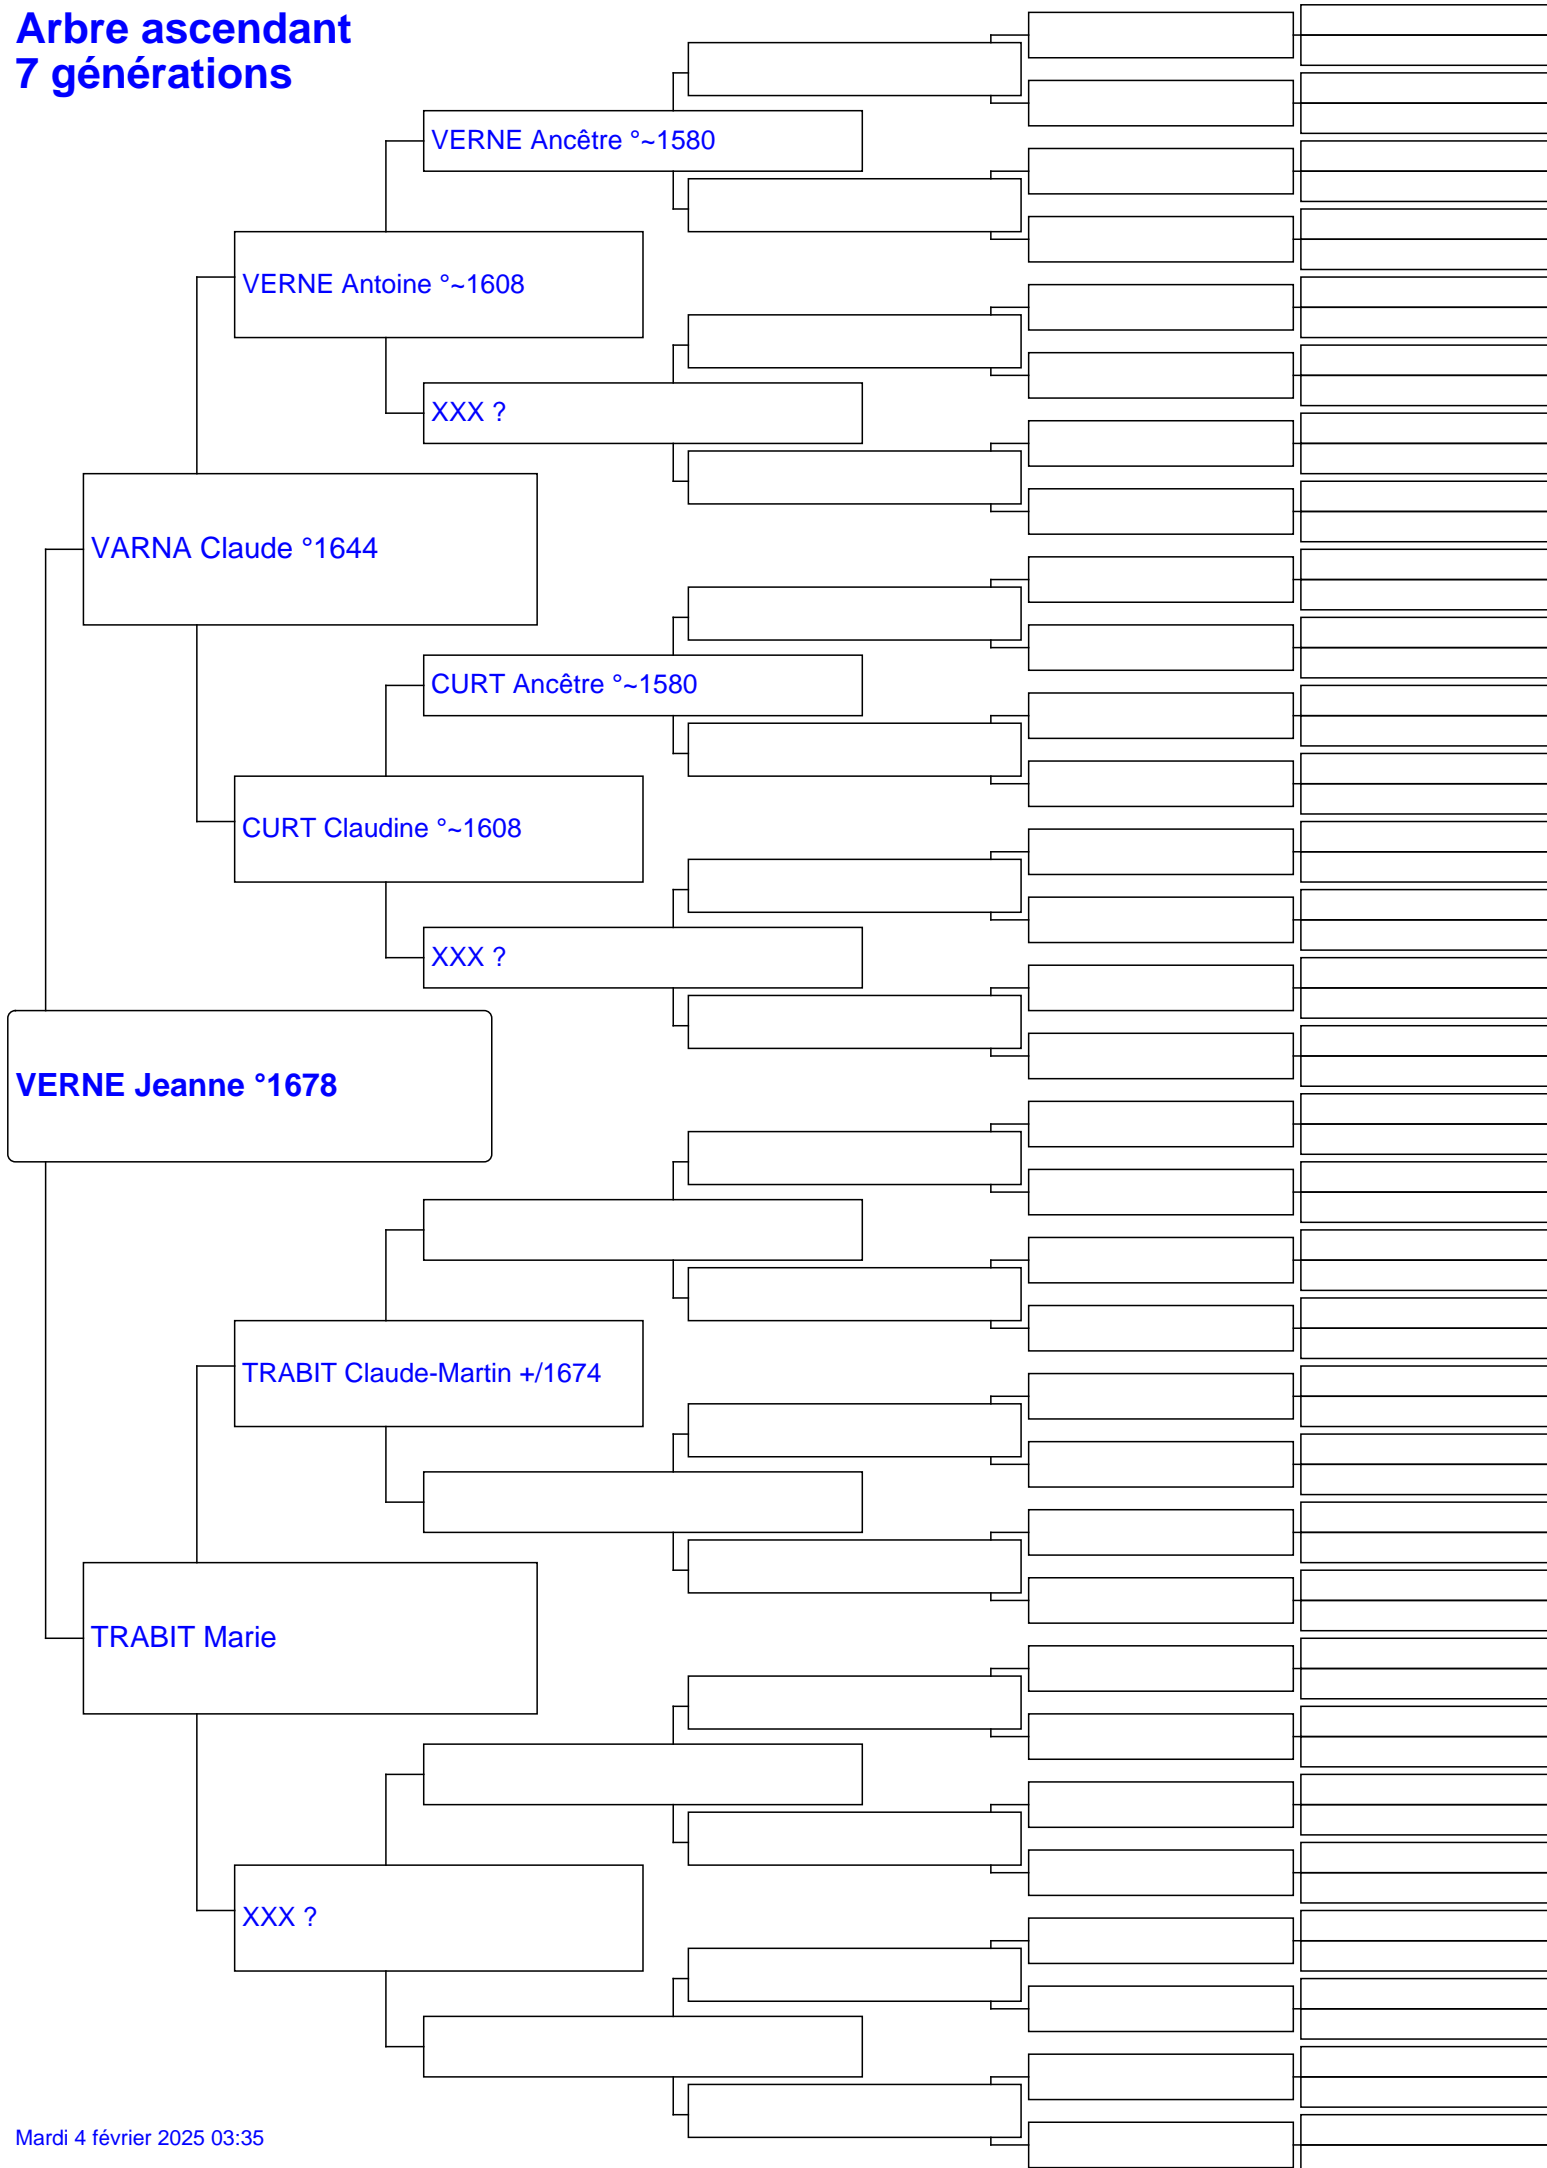 Arbre ascendant
7 générations
VERNE Ancêtre °~1580
VERNE Antoine °~1608
XXX ?
VARNA Claude °1644
CURT Ancêtre °~1580
CURT Claudine °~1608
XXX ?
VERNE Jeanne °1678
TRABIT Claude-Martin +/1674
TRABIT Marie
XXX ?
Mardi 4 février 2025 03:35